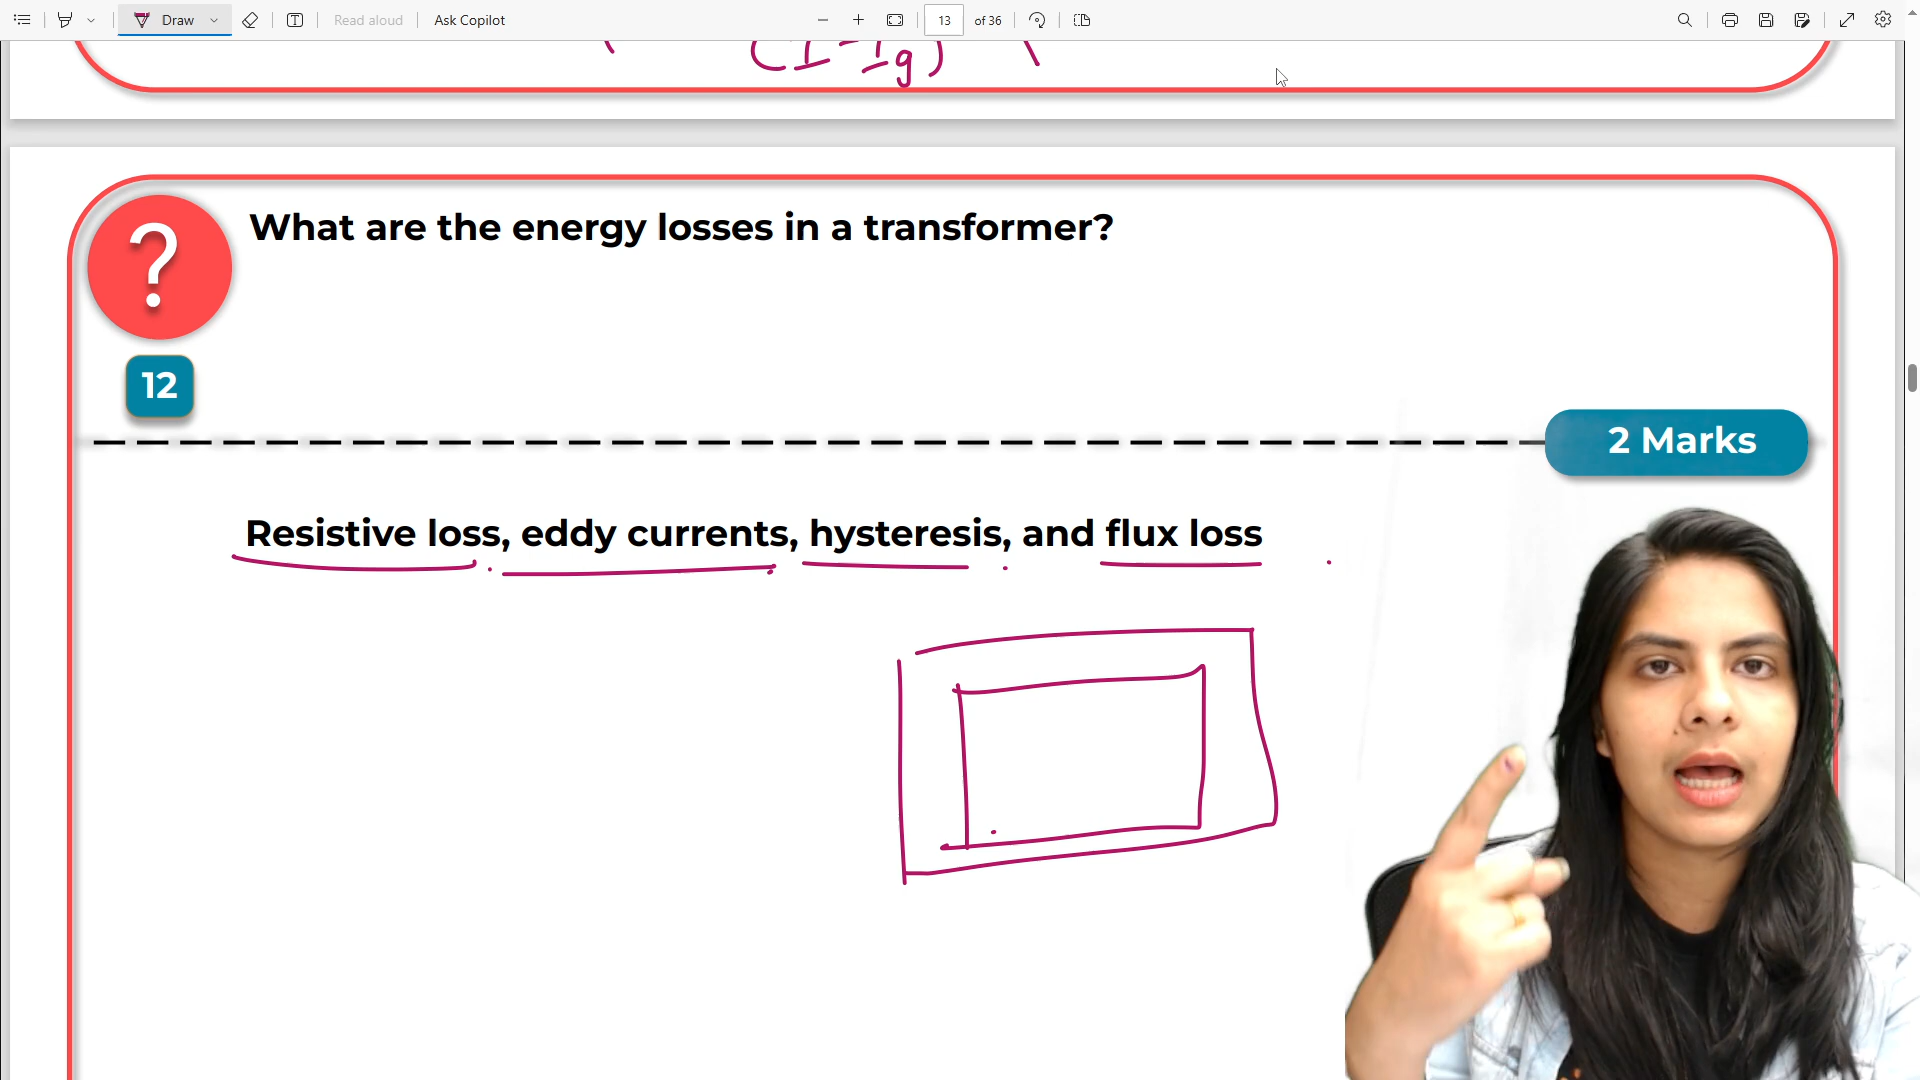 Draw
Read aloud
Ask Copilot
13 of 36
(I - Ig)
?
What are the energy losses in a transformer?
12
2 Marks
Resistive loss, eddy currents, hysteresis, and flux loss